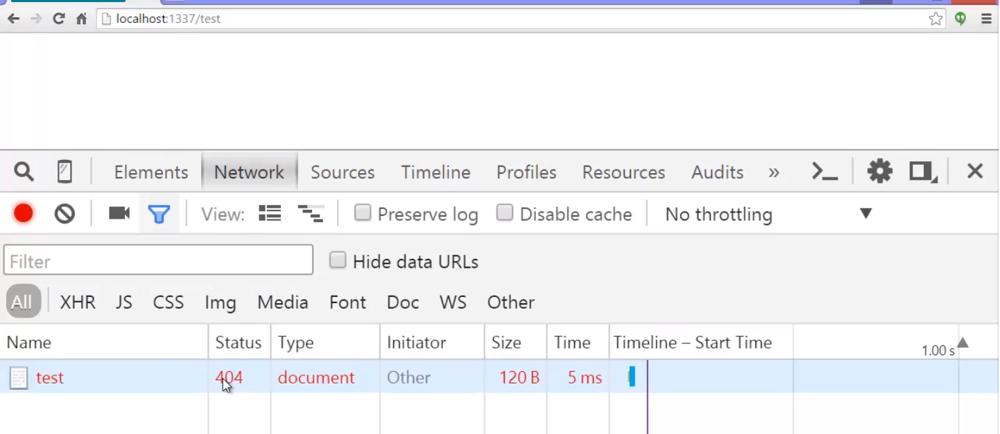 localhost:1337/test
Elements Network Sources Timeline Profiles Resources Audits »
View: Preserve log Disable cache No throttling
Filter Hide data URLs
All XHR JS CSS Img Media Font Doc WS Other
Name Status Type Initiator Size Time Timeline – Start Time 1.00 s
test 404 document Other 120 B 5 ms